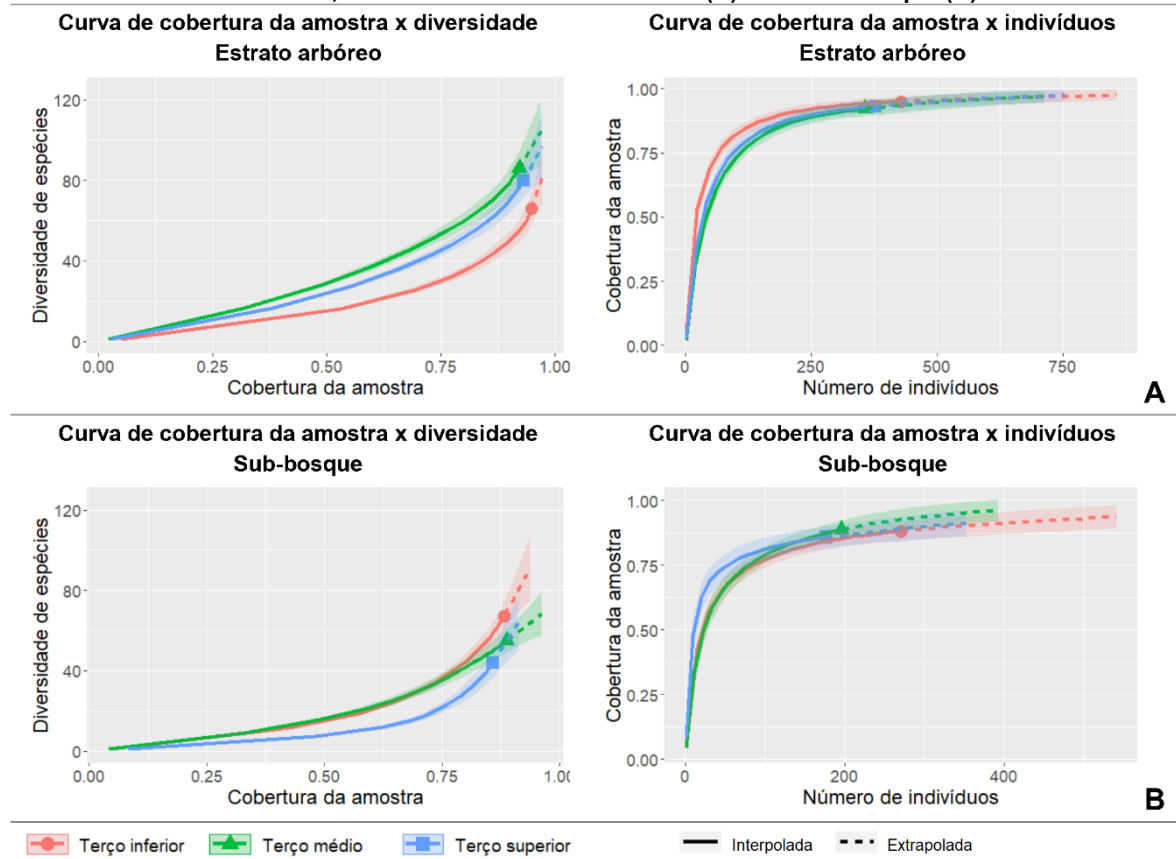 Curva de cobertura da amostra x diversidade
Estrato arbóreo
120
80
40
0
Diversidade de espécies
0.00 0.25 0.50 0.75 1.00
Cobertura da amostra
Curva de cobertura da amostra x indivíduos
Estrato arbóreo
1.00
0.75
0.50
0.25
0.00
Cobertura da amostra
0 250 500 750
Número de indivíduos
A
Curva de cobertura da amostra x diversidade
Sub-bosque
120
80
40
0
Diversidade de espécies
0.00 0.25 0.50 0.75 1.0
Cobertura da amostra
Curva de cobertura da amostra x indivíduos
Sub-bosque
1.00
0.75
0.50
0.25
0.00
Cobertura da amostra
0 200 400
Número de indivíduos
B
Terço inferior Terço médio Terço superior Interpolada Extrapolada